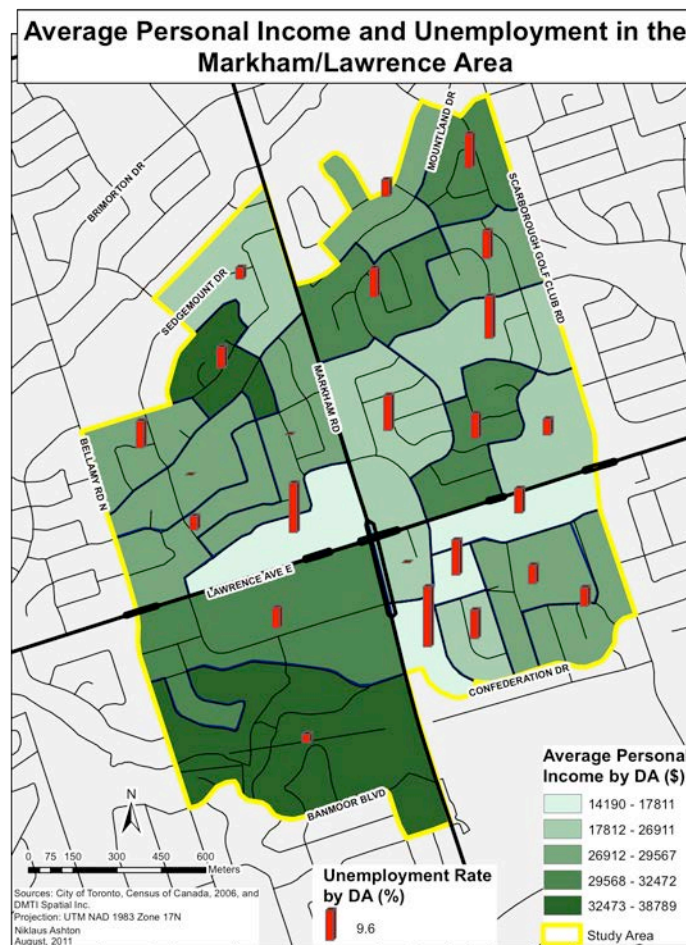 Average Personal Income and Unemployment in the
Markham/Lawrence Area
MOUNTLAND DR
BRIMORTON DR
SCARBOROUGH GOLF CLUB RD
SEDGEMOUNT DR
MARKHAM RD
BELLAMY RD N
LAWRENCE AVE E
CONFEDERATION DR
BANMOOR BLVD
N
0 75 150 300 450 600
Meters
Sources: City of Toronto, Census of Canada, 2006, and
DMTI Spatial Inc.
Projection: UTM NAD 1983 Zone 17N
Niklaus Ashton
August, 2011
Unemployment Rate
by DA (%)
9.6
Average Personal
Income by DA ($)
14190 - 17811
17812 - 26911
26912 - 29567
29568 - 32472
32473 - 38789
Study Area